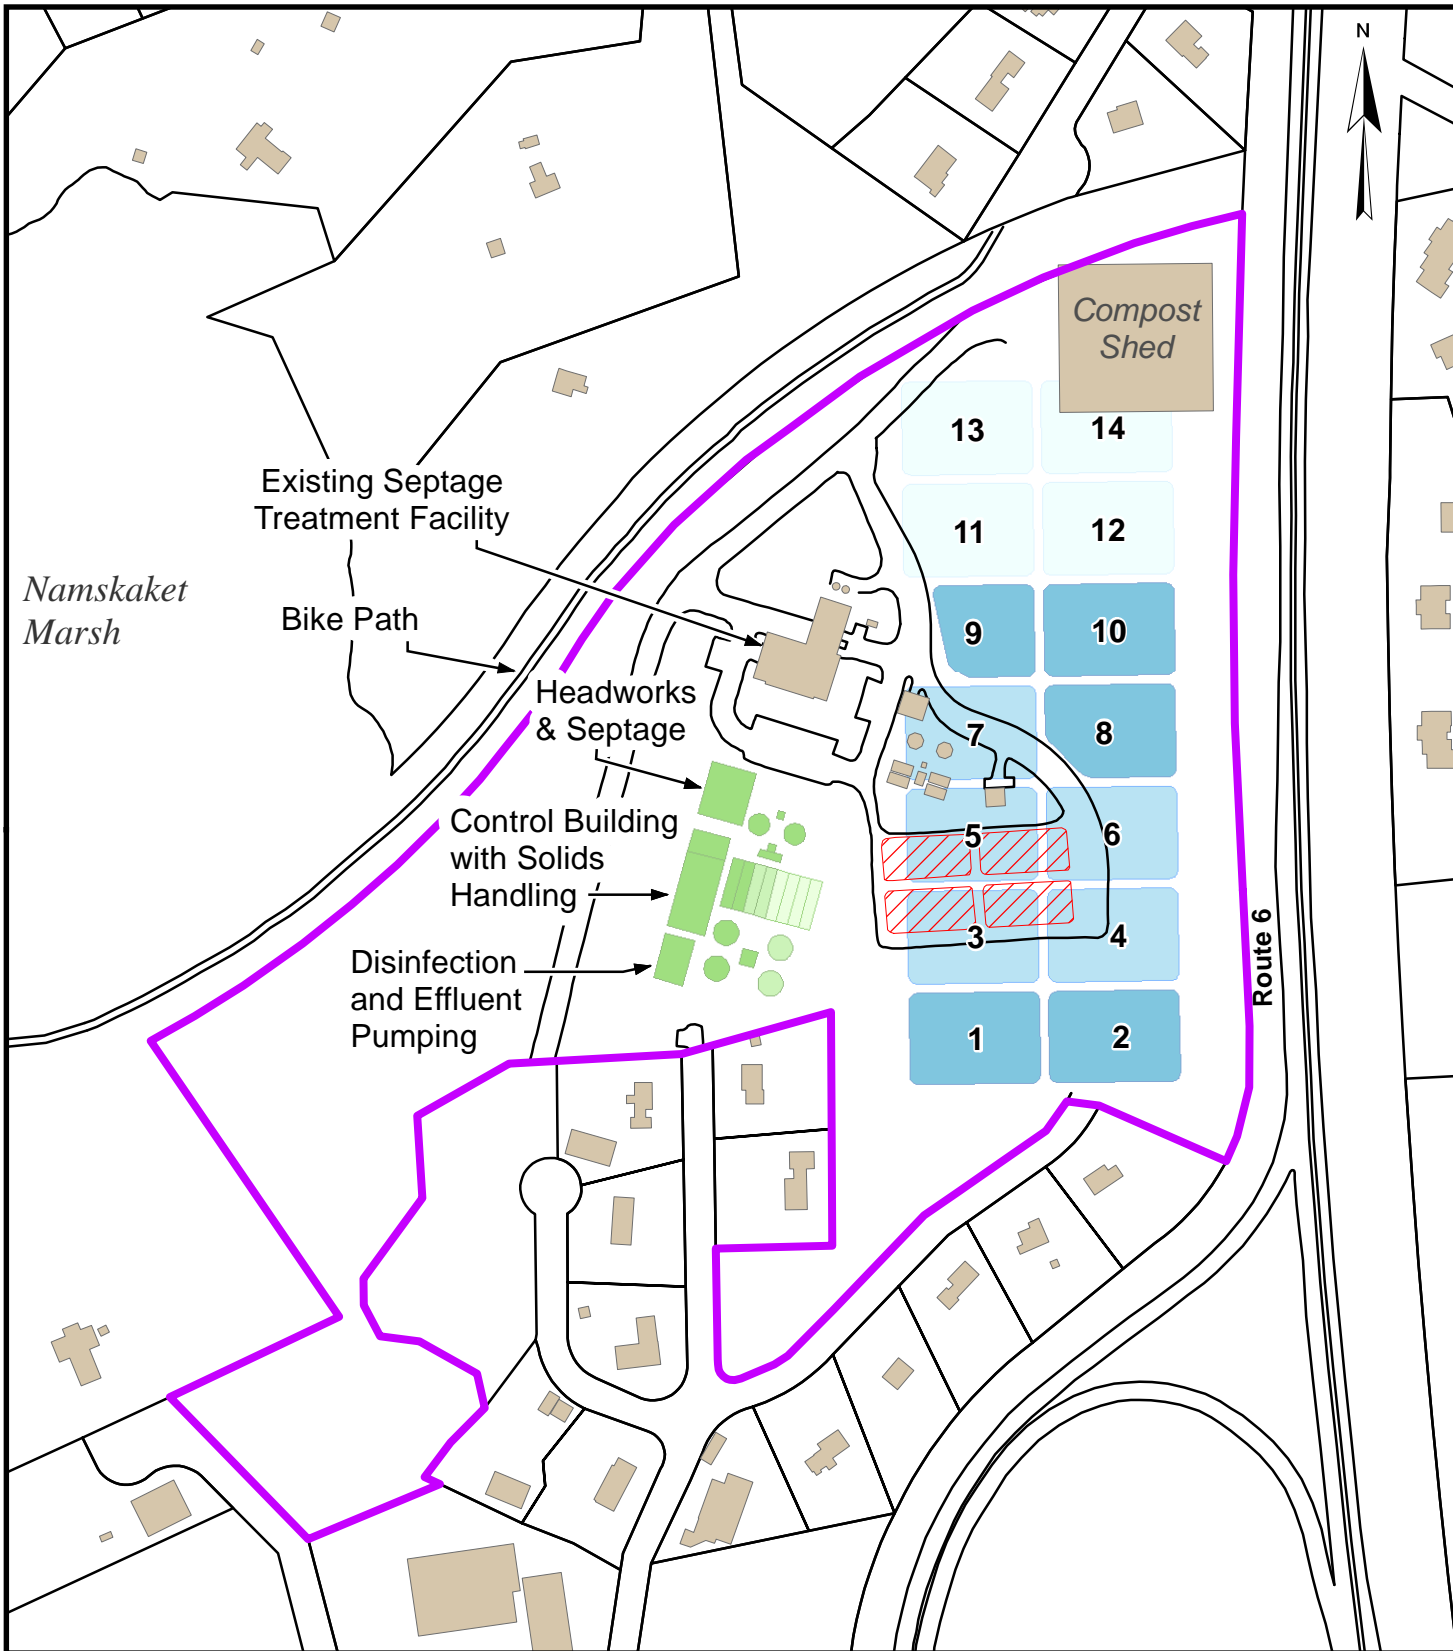 N
Compost
Shed
13
14
Existing Septage
Treatment Facility
11
12
Namskaket
Marsh
Bike Path
9
10
Headworks
& Septage
7
8
Control Building
with Solids
Handling
5
6
3
4
Route 6
Disinfection
and Effluent
Pumping
1
2